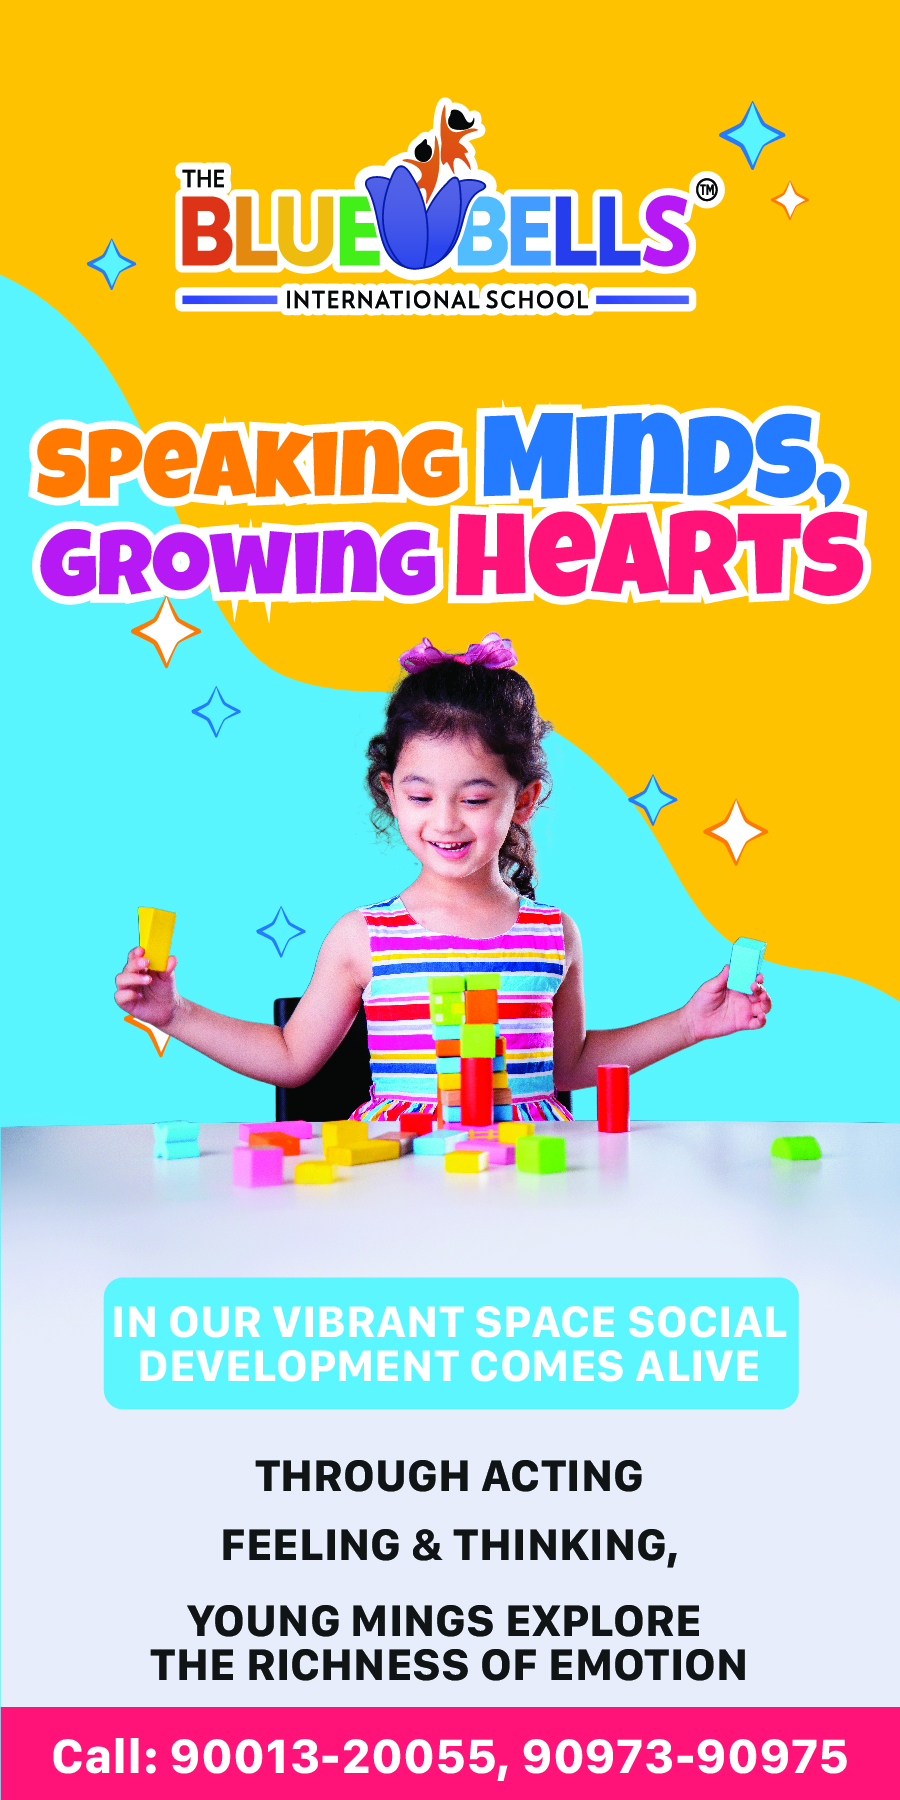 THE
BLUE BELLS
TM
INTERNATIONAL SCHOOL
SPEAKING MINDS,
GROWING HEARTS
IN OUR VIBRANT SPACE SOCIAL
DEVELOPMENT COMES ALIVE
THROUGH ACTING
FEELING & THINKING,
YOUNG MINGS EXPLORE
THE RICHNESS OF EMOTION
Call: 90013-20055, 90973-90975